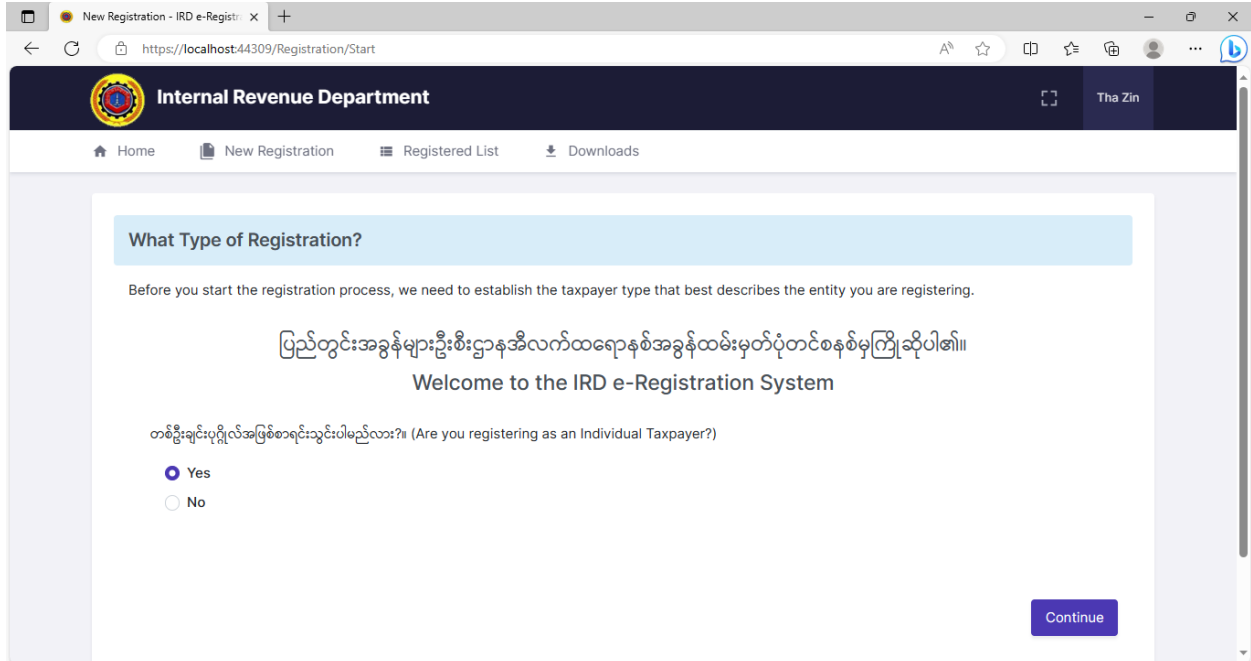 New Registration - IRD e-Registr
https://localhost:44309/Registration/Start
Internal Revenue Department
Tha Zin
Home New Registration Registered List Downloads
What Type of Registration?
Before you start the registration process, we need to establish the taxpayer type that best describes the entity you are registering.
ပြည်တွင်းအခွန်များဦးစီးဌာနအီလက်ထရောနစ်အခွန်ထမ်းမှတ်ပုံတင်စနစ်မှကြိုဆိုပါ၏။
Welcome to the IRD e-Registration System
တစ်ဦးချင်းပုဂ္ဂိုလ်အဖြစ်စာရင်းသွင်းပါမည်လား?။ (Are you registering as an Individual Taxpayer?)
Yes
No
Continue